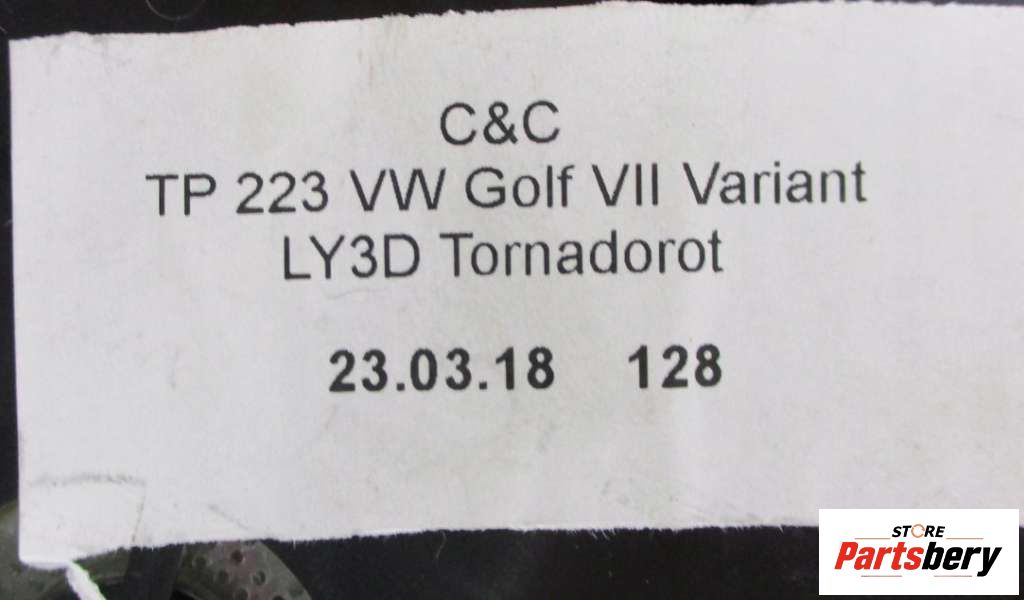 C&C
TP 223 VW Golf VII Variant
LY3D Tornadorot
23.03.18 128
STORE
Partsbery